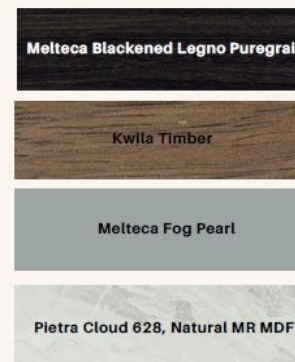 Melteca Blackened Legno Puregrai
Kwila Timber
Melteca Fog Pearl
Pietra Cloud 628, Natural MR MDF